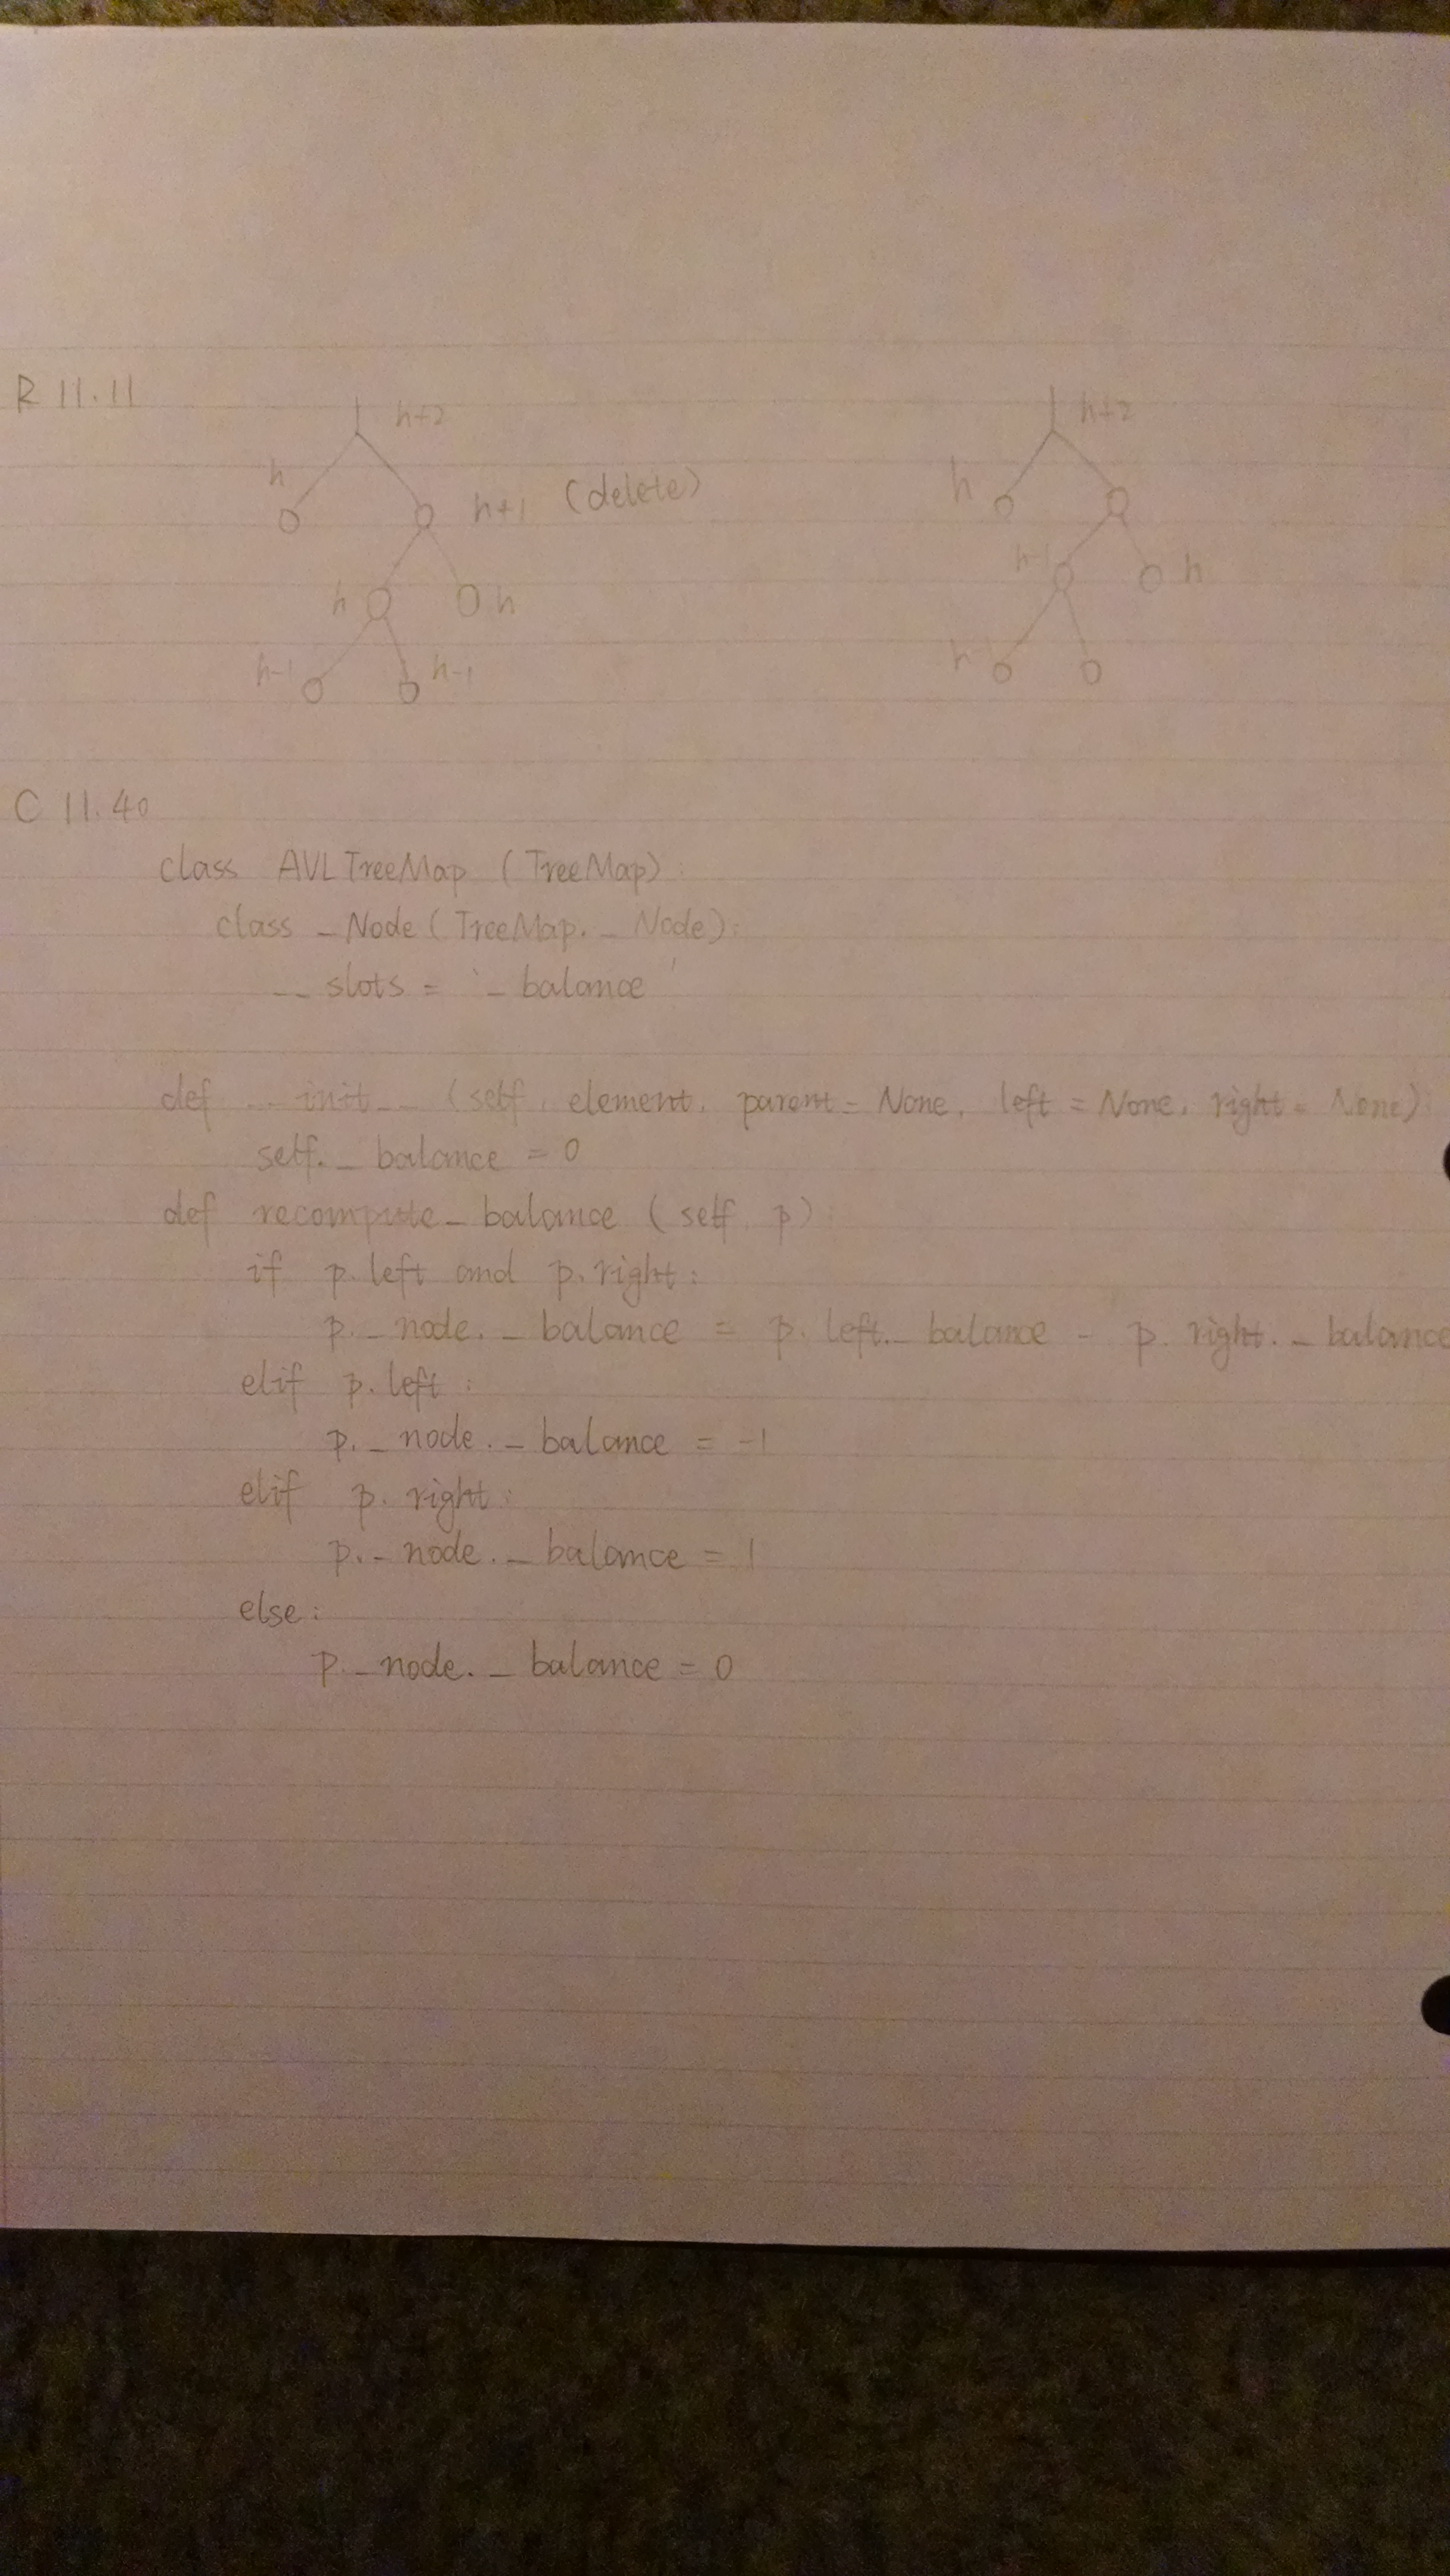 R 11.11
h+2 h+2
h h
h+1 (delete)
h h h
h-1 h-1
C 11.40
class AVLTreeMap (TreeMap):
class _Node (TreeMap._Node):
__slots = '_balance'
def __init__ (self, element, parent = None, left = None, right = None):
self._balance = 0
def recompute_balance (self, p):
if p.left and p.right:
p._node._balance = p.left._balance - p.right._balance
elif p.left:
p._node._balance = -1
elif p.right:
p._node._balance = 1
else:
p._node._balance = 0